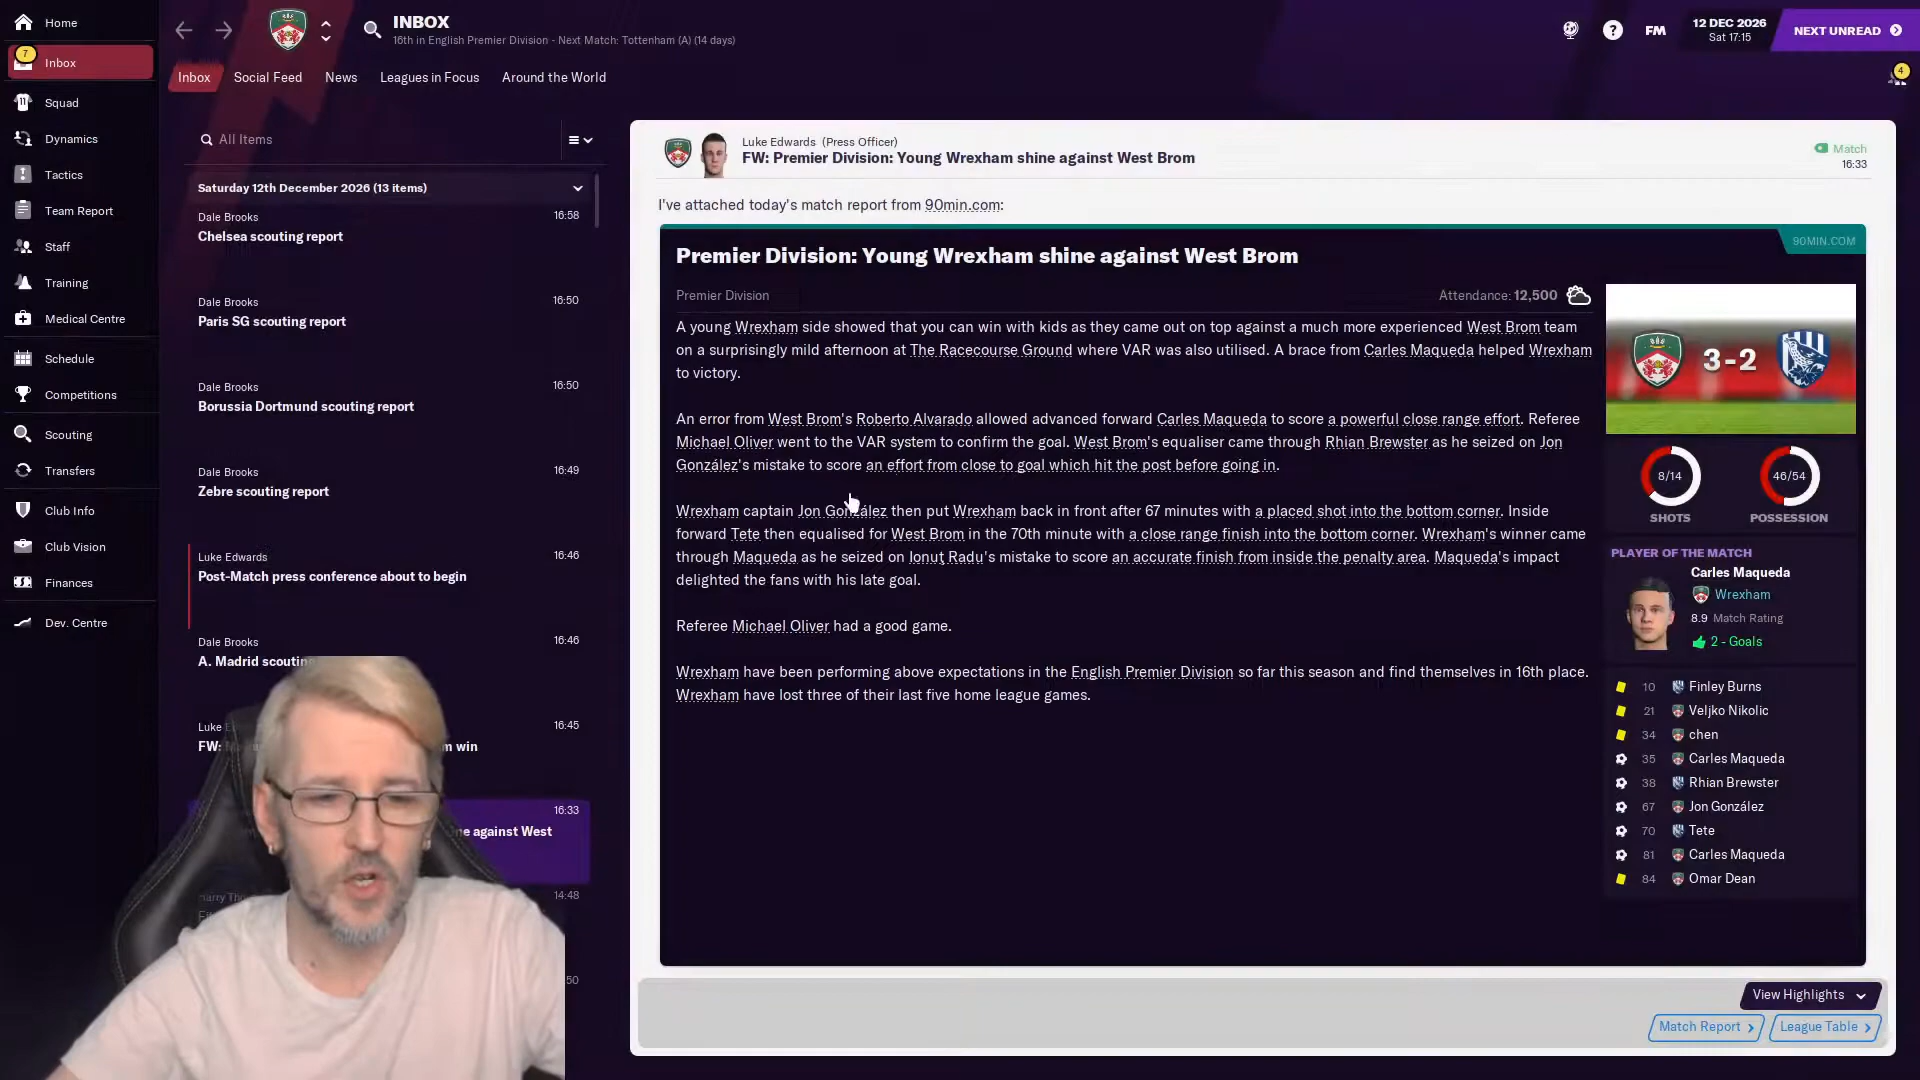 Home
7
Inbox
Squad
Dynamics
Tactics
Team Report
Staff
Training
Medical Centre
Schedule
Competitions
Scouting
Transfers
Club Info
Club Vision
Finances
Dev. Centre
INBOX
16th in English Premier Division - Next Match: Tottenham (A) (14 days)
?
FM
12 DEC 2026
Sat 17:15
NEXT UNREAD
4
Inbox
Social Feed
News
Leagues in Focus
Around the World
All Items
Saturday 12th December 2026 (13 items)
Dale Brooks 16:58
Chelsea scouting report
Dale Brooks 16:50
Paris SG scouting report
Dale Brooks 16:50
Borussia Dortmund scouting report
Dale Brooks 16:49
Zebre scouting report
Luke Edwards 16:46
Post-Match press conference about to begin
Dale Brooks 16:46
A. Madrid scouting
Luke 16:45
FW: win
16:33
against West
14:48
50
Luke Edwards (Press Officer)
FW: Premier Division: Young Wrexham shine against West Brom
Match
16:33
I've attached today's match report from 90min.com:
90MIN.COM
Premier Division: Young Wrexham shine against West Brom
Premier Division
Attendance: 12,500
A young Wrexham side showed that you can win with kids as they came out on top against a much more experienced West Brom team
on a surprisingly mild afternoon at The Racecourse Ground where VAR was also utilised. A brace from Carles Maqueda helped Wrexham
to victory.
An error from West Brom's Roberto Alvarado allowed advanced forward Carles Maqueda to score a powerful close range effort. Referee
Michael Oliver went to the VAR system to confirm the goal. West Brom's equaliser came through Rhian Brewster as he seized on Jon
González's mistake to score an effort from close to goal which hit the post before going in.
Wrexham captain Jon González then put Wrexham back in front after 67 minutes with a placed shot into the bottom corner. Inside
forward Tete then equalised for West Brom in the 70th minute with a close range finish into the bottom corner. Wrexham's winner came
through Maqueda as he seized on Ionuţ Radu's mistake to score an accurate finish from inside the penalty area. Maqueda's impact
delighted the fans with his late goal.
Referee Michael Oliver had a good game.
Wrexham have been performing above expectations in the English Premier Division so far this season and find themselves in 16th place.
Wrexham have lost three of their last five home league games.
3-2
8/14
SHOTS
46/54
POSSESSION
PLAYER OF THE MATCH
Carles Maqueda
Wrexham
8.9 Match Rating
2 - Goals
10 Finley Burns
21 Veljko Nikolic
34 chen
35 Carles Maqueda
38 Rhian Brewster
67 Jon González
70 Tete
81 Carles Maqueda
84 Omar Dean
View Highlights
Match Report
League Table